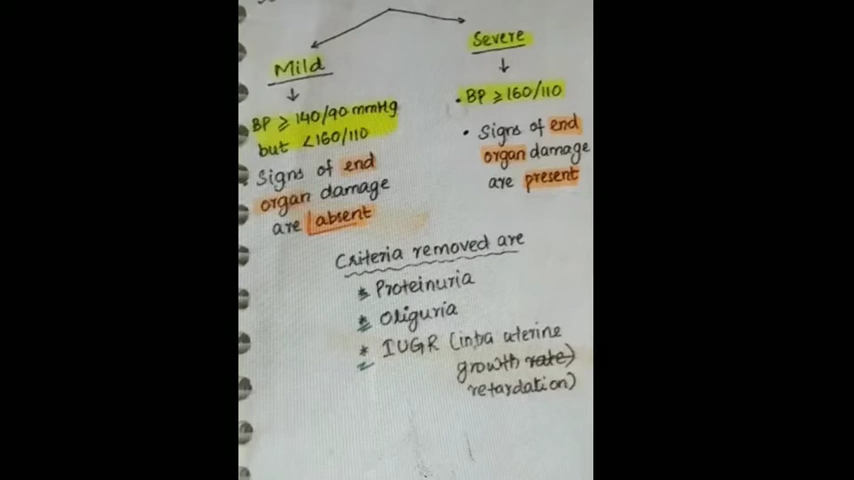 Mild
BP ≥ 140/90 mmHg
but <160/110
Signs of end
organ damage
are absent
Severe
• BP ≥ 160/110
• Signs of end
organ damage
are present
Criteria removed are
* Proteinuria
* Oliguria
* IUGR (intra uterine
growth rate)
retardation)